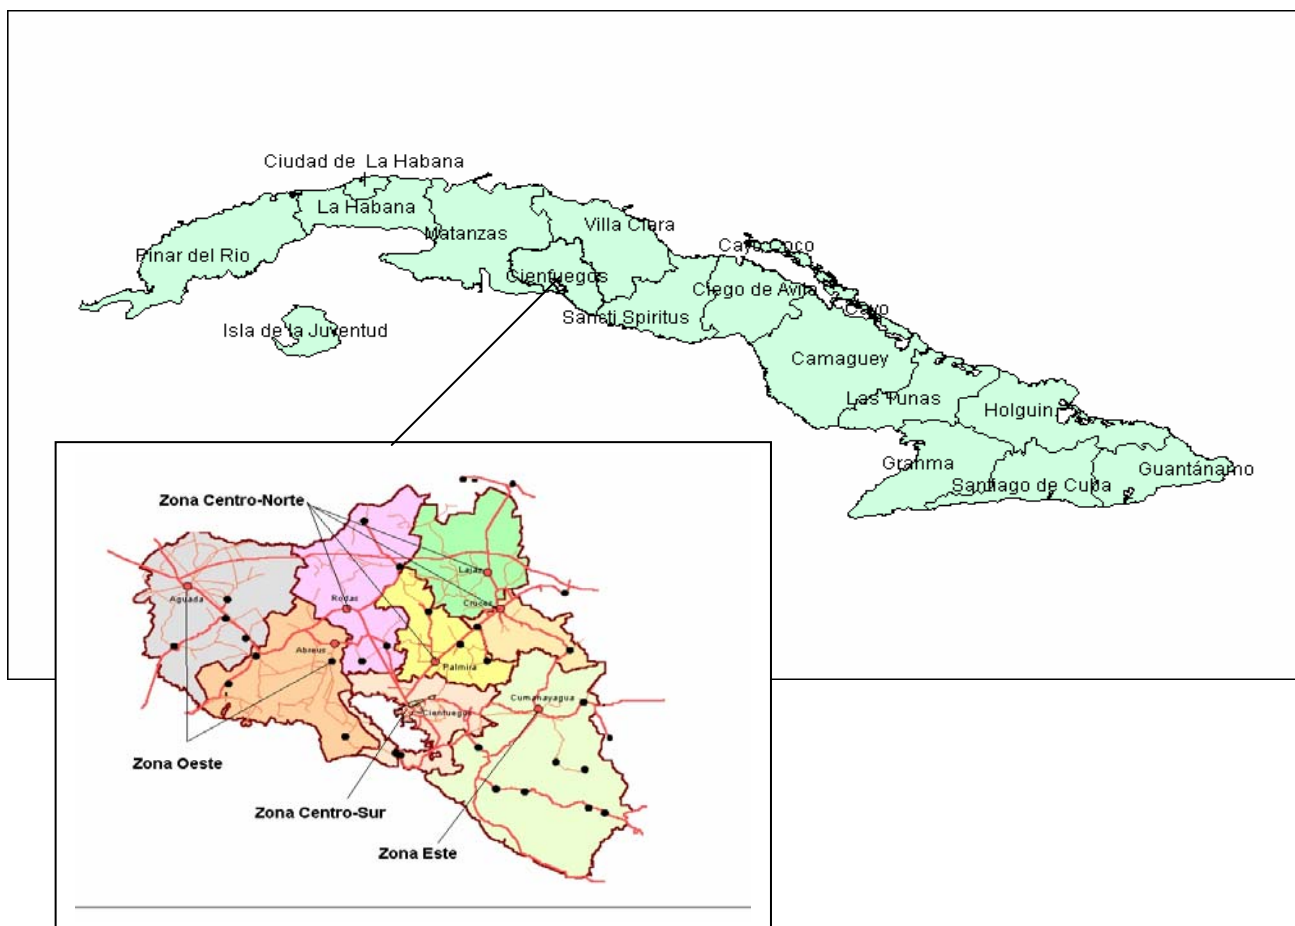 Ciudad de La Habana
La Habana
Pinar del Rio
Matanzas
Villa Clara
Cienfuegos
Isla de la Juventud
Sancti Spiritus
Cayo Coco
Ciego de Avila
Cayo
Camaguey
Las Tunas
Holguin
Granma
Santiago de Cuba
Guantánamo
Zona Centro-Norte
Lajas
Aguada
Rodas
Cruces
Abreus
Palmira
Cumanayagua
Cienfuegos
Zona Oeste
Zona Centro-Sur
Zona Este